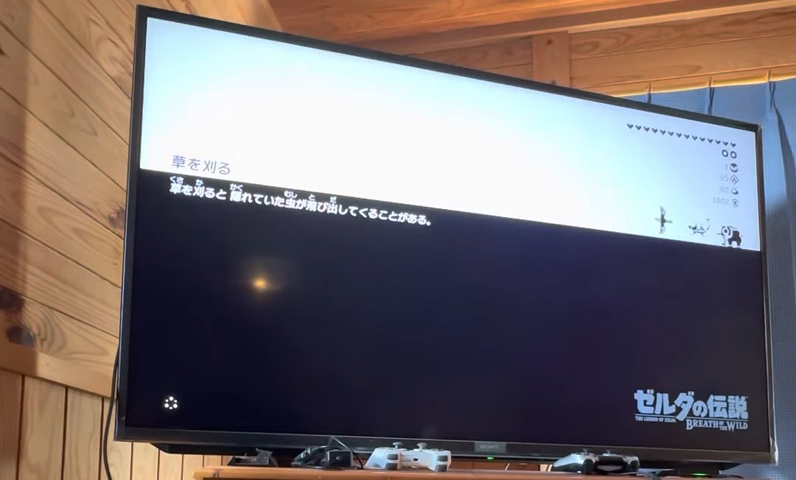 草を刈る
草を刈ると 隠れていた虫が飛び出してくることがある。
ゼルダの伝説
THE LEGEND OF ZELDA
BREATH OF THE WILD
SONY